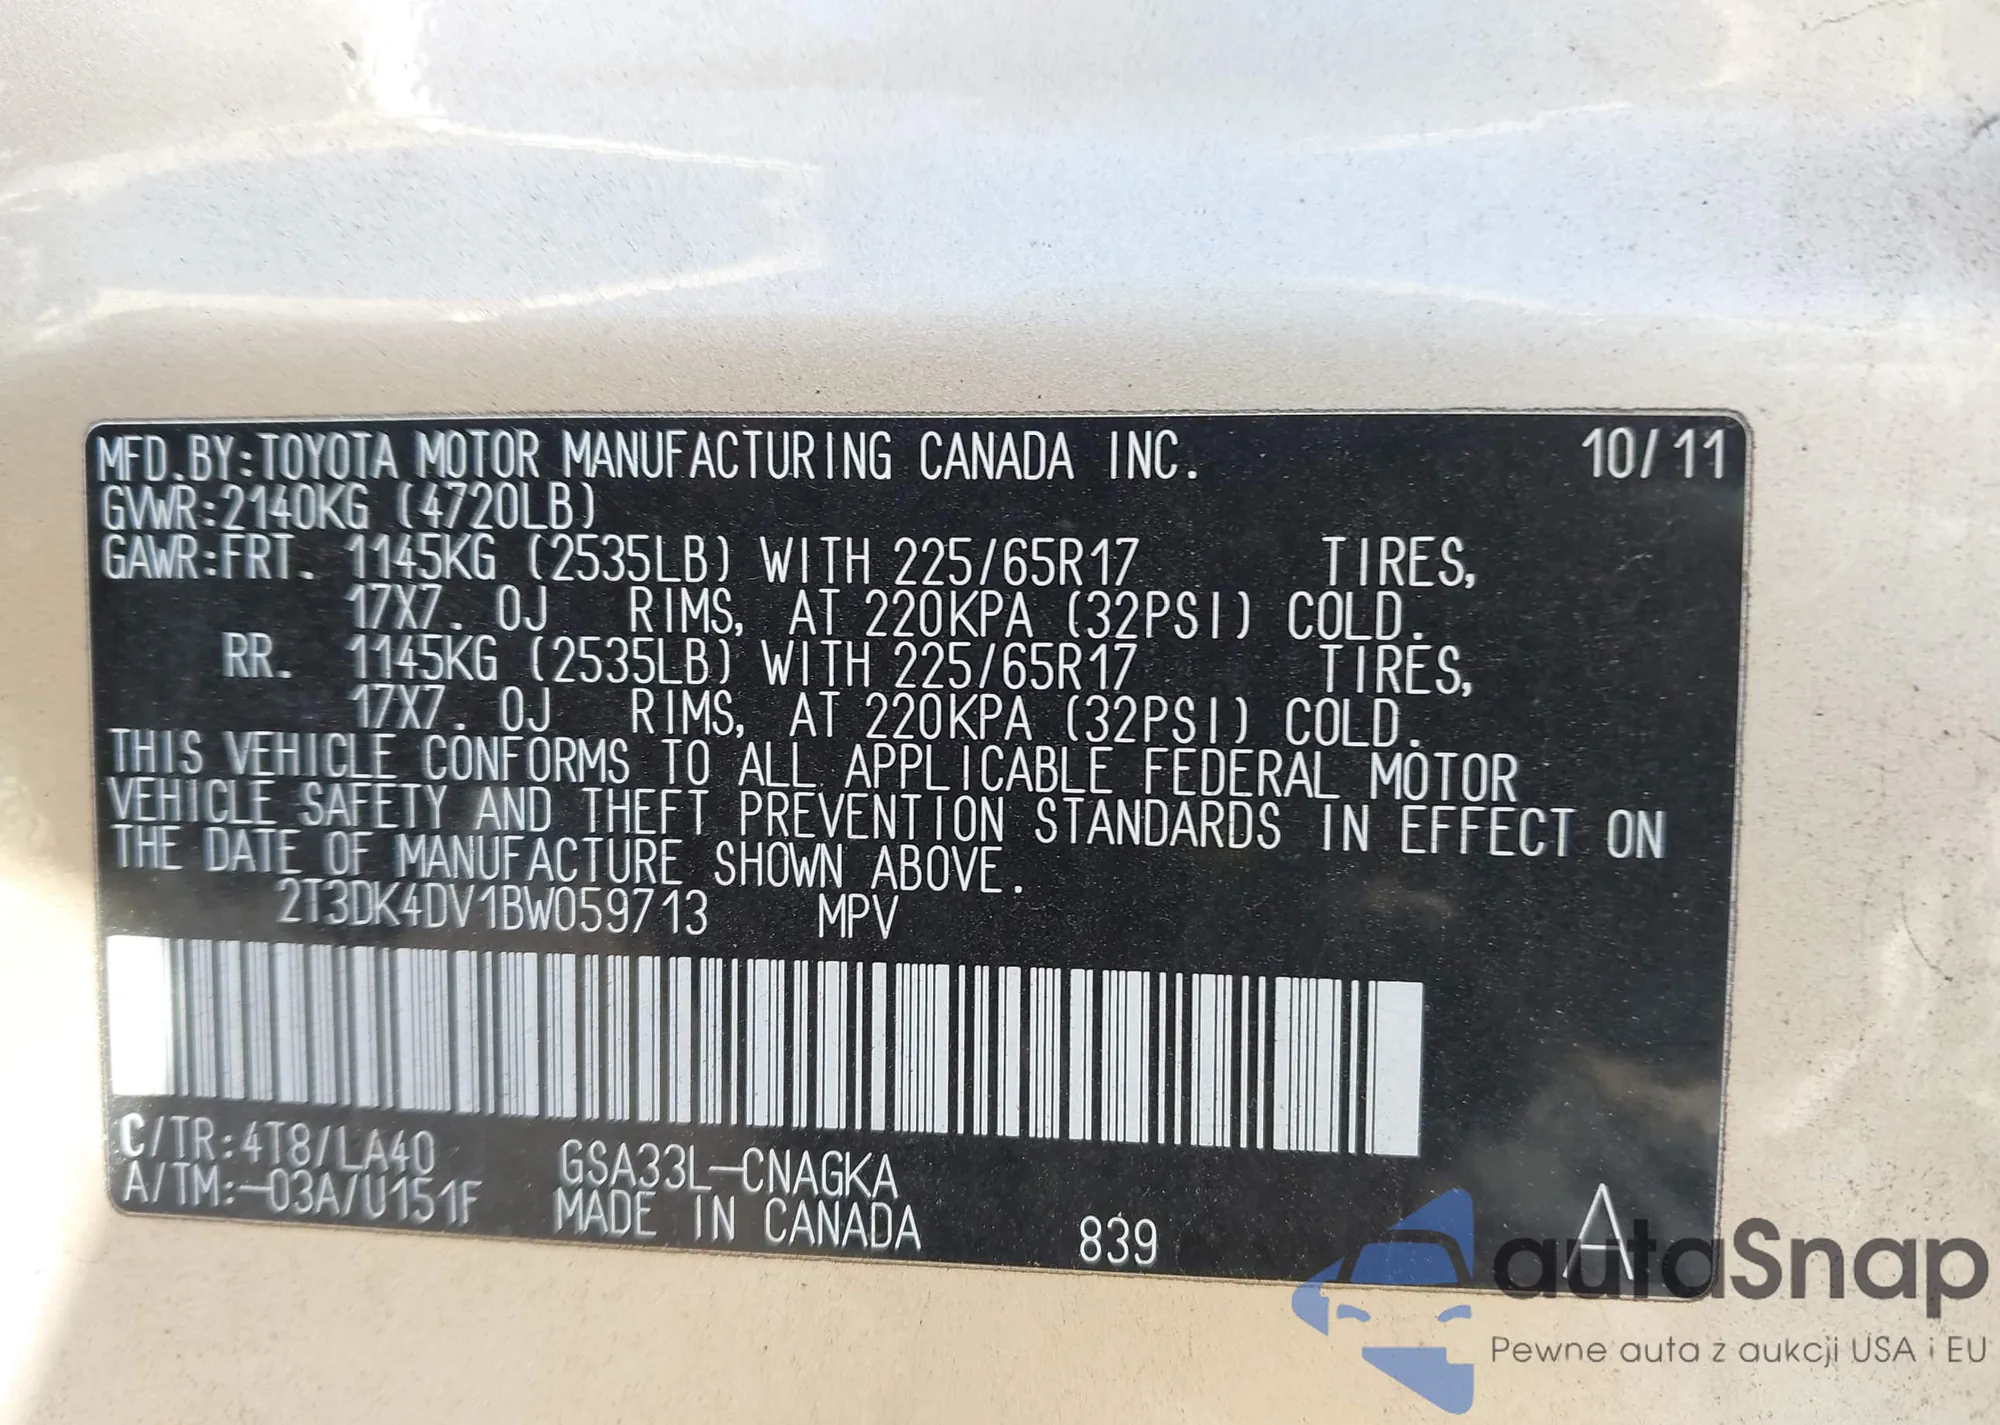 MFD.BY:TOYOTA MOTOR MANUFACTURING CANADA INC. 10/11
GVWR:2140KG (4720LB)
GAWR:FRT. 1145KG (2535LB) WITH 225/65R17 TIRES,
17X7.0J RIMS, AT 220KPA (32PSI) COLD.
RR. 1145KG (2535LB) WITH 225/65R17 TIRES,
17X7.0J RIMS, AT 220KPA (32PSI) COLD.
THIS VEHICLE CONFORMS TO ALL APPLICABLE FEDERAL MOTOR
VEHICLE SAFETY AND THEFT PREVENTION STANDARDS IN EFFECT ON
THE DATE OF MANUFACTURE SHOWN ABOVE.
2T3DK4DV1BW059713 MPV
C/TR:4T8/LA40 GSA33L-CNAGKA
A/TM:-03A/U151F MADE IN CANADA 839 A
autaSnap
Pewne auta z aukcji USA i EU